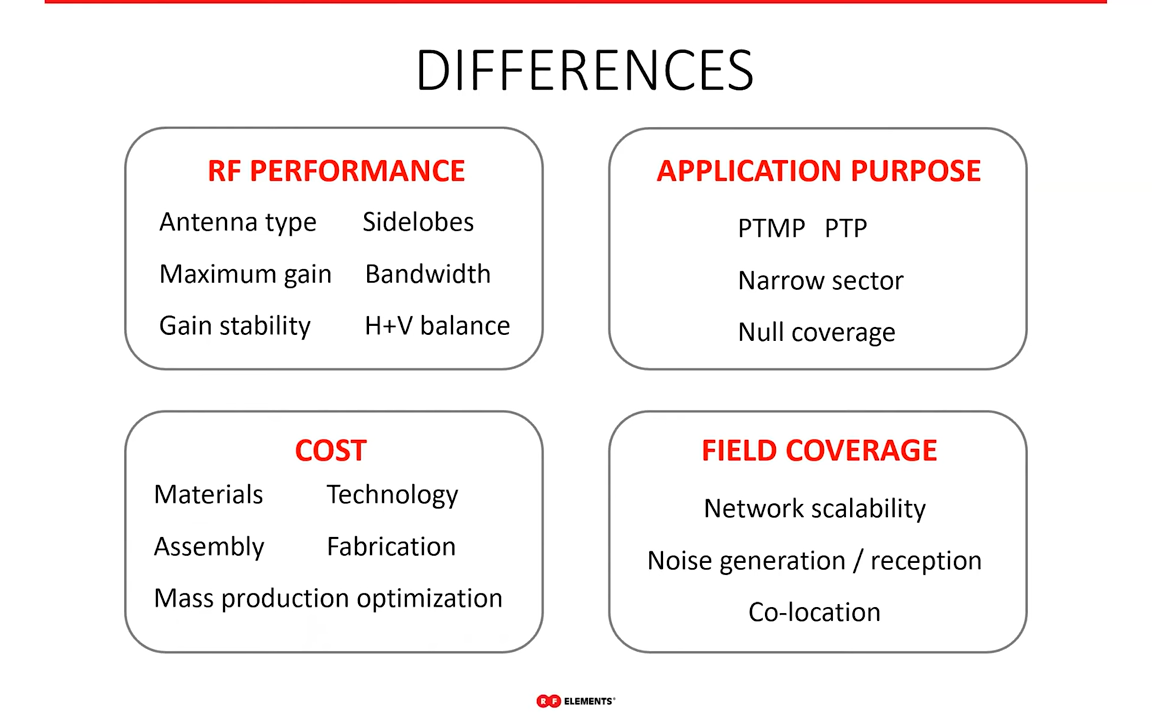 DIFFERENCES
RF PERFORMANCE
Antenna type Sidelobes
Maximum gain Bandwidth
Gain stability H+V balance
APPLICATION PURPOSE
PTMP PTP
Narrow sector
Null coverage
COST
Materials Technology
Assembly Fabrication
Mass production optimization
FIELD COVERAGE
Network scalability
Noise generation / reception
Co-location
RF ELEMENTS